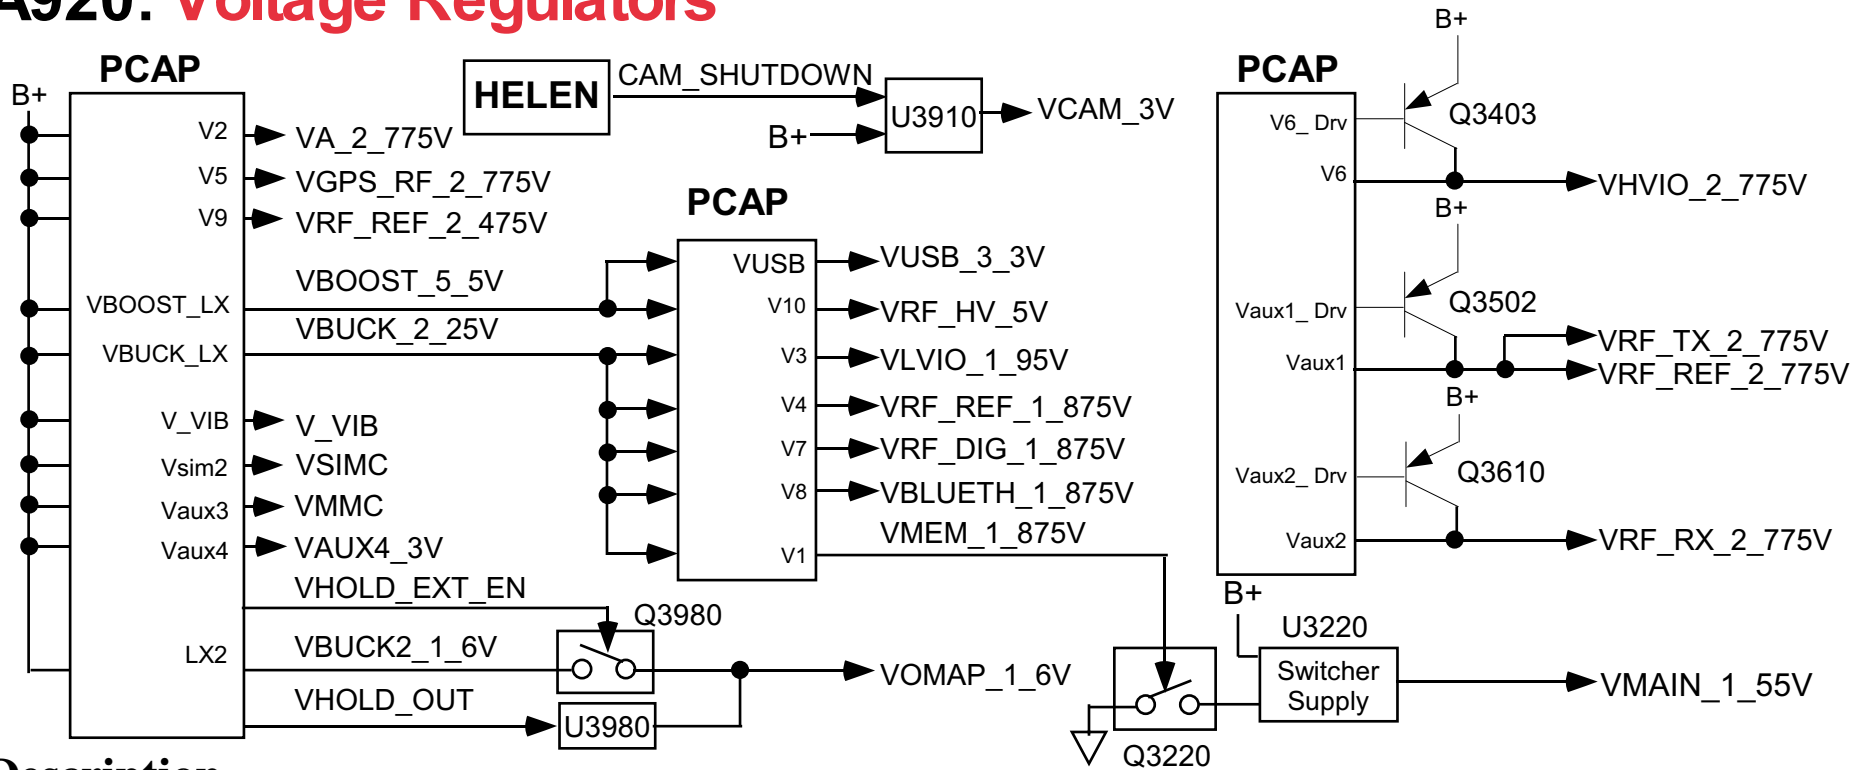 A920: Voltage Regulators
PCAP
B+
V2
VA_2_775V
V5
VGPS_RF_2_775V
V9
VRF_REF_2_475V
VBOOST_LX
VBOOST_5_5V
VBUCK_LX
VBUCK_2_25V
V_VIB
V_VIB
Vsim2
VSIMC
Vaux3
VMMC
Vaux4
VAUX4_3V
VHOLD_EXT_EN
Q3980
LX2
VBUCK2_1_6V
VOMAP_1_6V
VHOLD_OUT
U3980
HELEN
CAM_SHUTDOWN
B+
U3910
VCAM_3V
PCAP
VUSB
VUSB_3_3V
V10
VRF_HV_5V
V3
VLVIO_1_95V
V4
VRF_REF_1_875V
V7
VRF_DIG_1_875V
V8
VBLUETH_1_875V
V1
VMEM_1_875V
PCAP
B+
V6_ Drv
Q3403
V6
VHVIO_2_775V
B+
Vaux1_ Drv
Q3502
Vaux1
VRF_TX_2_775V
VRF_REF_2_775V
B+
Vaux2_ Drv
Q3610
Vaux2
VRF_RX_2_775V
B+
U3220
Switcher
Supply
VMAIN_1_55V
Q3220
Description